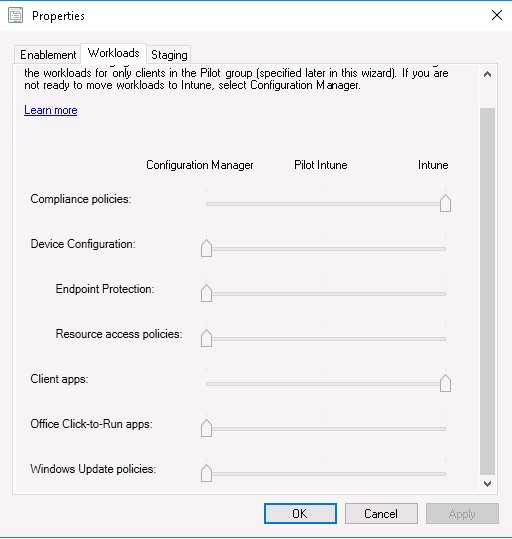 Properties
Enablement Workloads Staging
the workloads for only clients in the Pilot group (specified later in this wizard). If you are
not ready to move workloads to Intune, select Configuration Manager.
Learn more
Configuration Manager Pilot Intune Intune
Compliance policies:
Device Configuration:
Endpoint Protection:
Resource access policies:
Client apps:
Office Click-to-Run apps:
Windows Update policies:
OK Cancel Apply